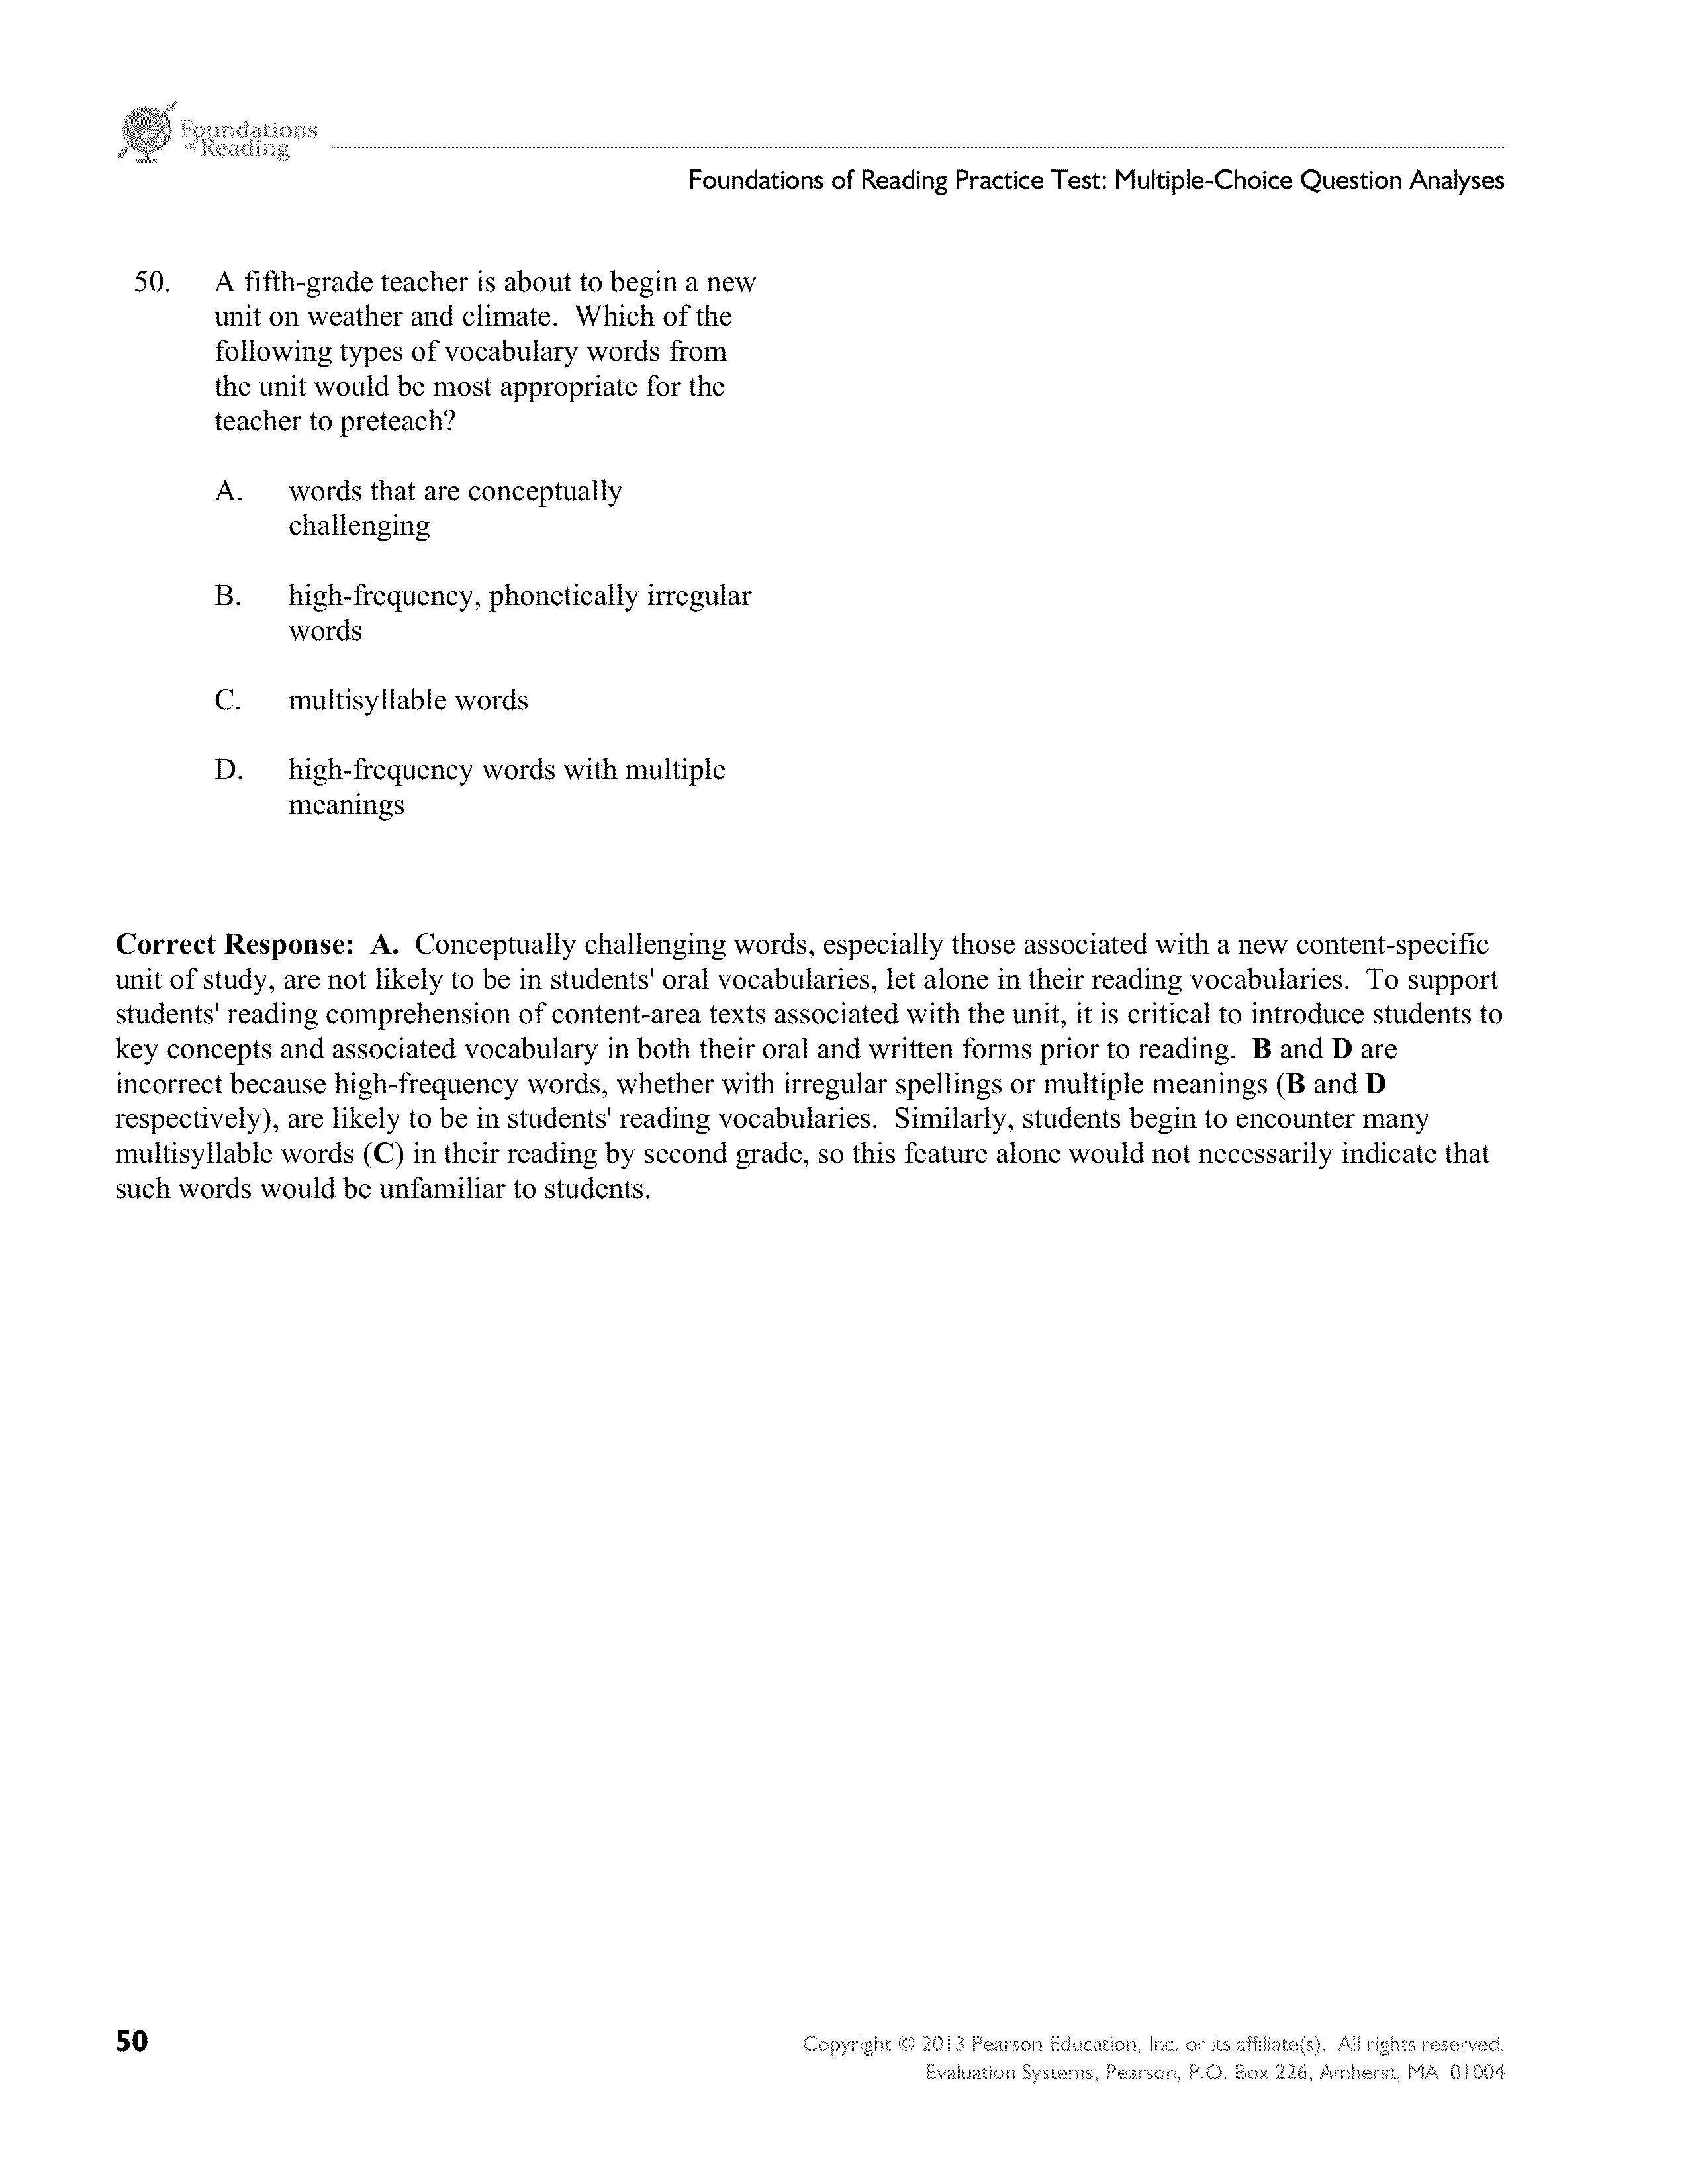 Foundations
of Reading
Foundations of Reading Practice Test: Multiple-Choice Question Analyses
50. A fifth-grade teacher is about to begin a new
unit on weather and climate.  Which of the
following types of vocabulary words from
the unit would be most appropriate for the
teacher to preteach?
A. words that are conceptually
challenging
B. high-frequency, phonetically irregular
words
C. multisyllable words
D. high-frequency words with multiple
meanings
Correct Response:  A.  Conceptually challenging words, especially those associated with a new content-specific
unit of study, are not likely to be in students' oral vocabularies, let alone in their reading vocabularies.  To support
students' reading comprehension of content-area texts associated with the unit, it is critical to introduce students to
key concepts and associated vocabulary in both their oral and written forms prior to reading.  B and D are
incorrect because high-frequency words, whether with irregular spellings or multiple meanings (B and D
respectively), are likely to be in students' reading vocabularies.  Similarly, students begin to encounter many
multisyllable words (C) in their reading by second grade, so this feature alone would not necessarily indicate that
such words would be unfamiliar to students.
50
Copyright © 2013 Pearson Education, Inc. or its affiliate(s).  All rights reserved.
Evaluation Systems, Pearson, P.O. Box 226, Amherst, MA  01004